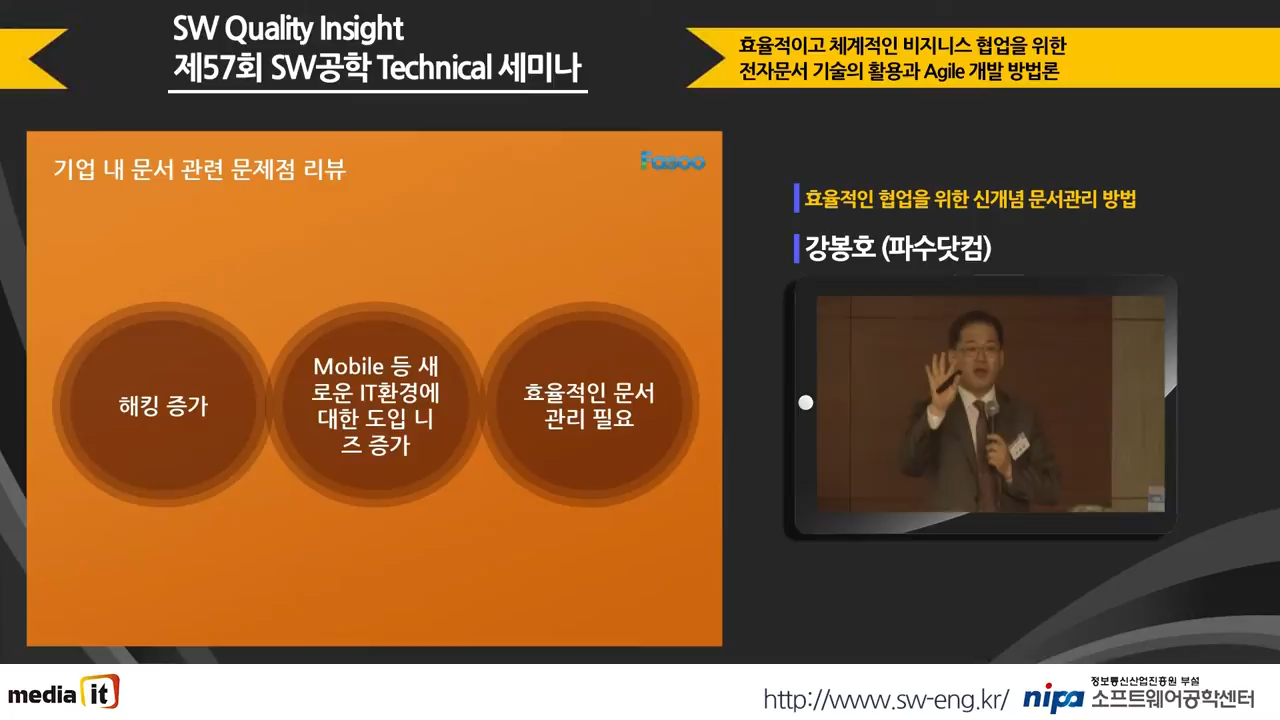 SW Quality Insight
제57회 SW공학 Technical 세미나
효율적이고 체계적인 비지니스 협업을 위한
전자문서 기술의 활용과 Agile 개발 방법론
기업 내 문서 관련 문제점 리뷰
Fasoo
해킹 증가
Mobile 등 새
로운 IT환경에
대한 도입 니
즈 증가
효율적인 문서
관리 필요
효율적인 협업을 위한 신개념 문서관리 방법
강봉호 (파수닷컴)
media it
http://www.sw-eng.kr/
nipa
정보통신산업진흥원 부설
소프트웨어공학센터